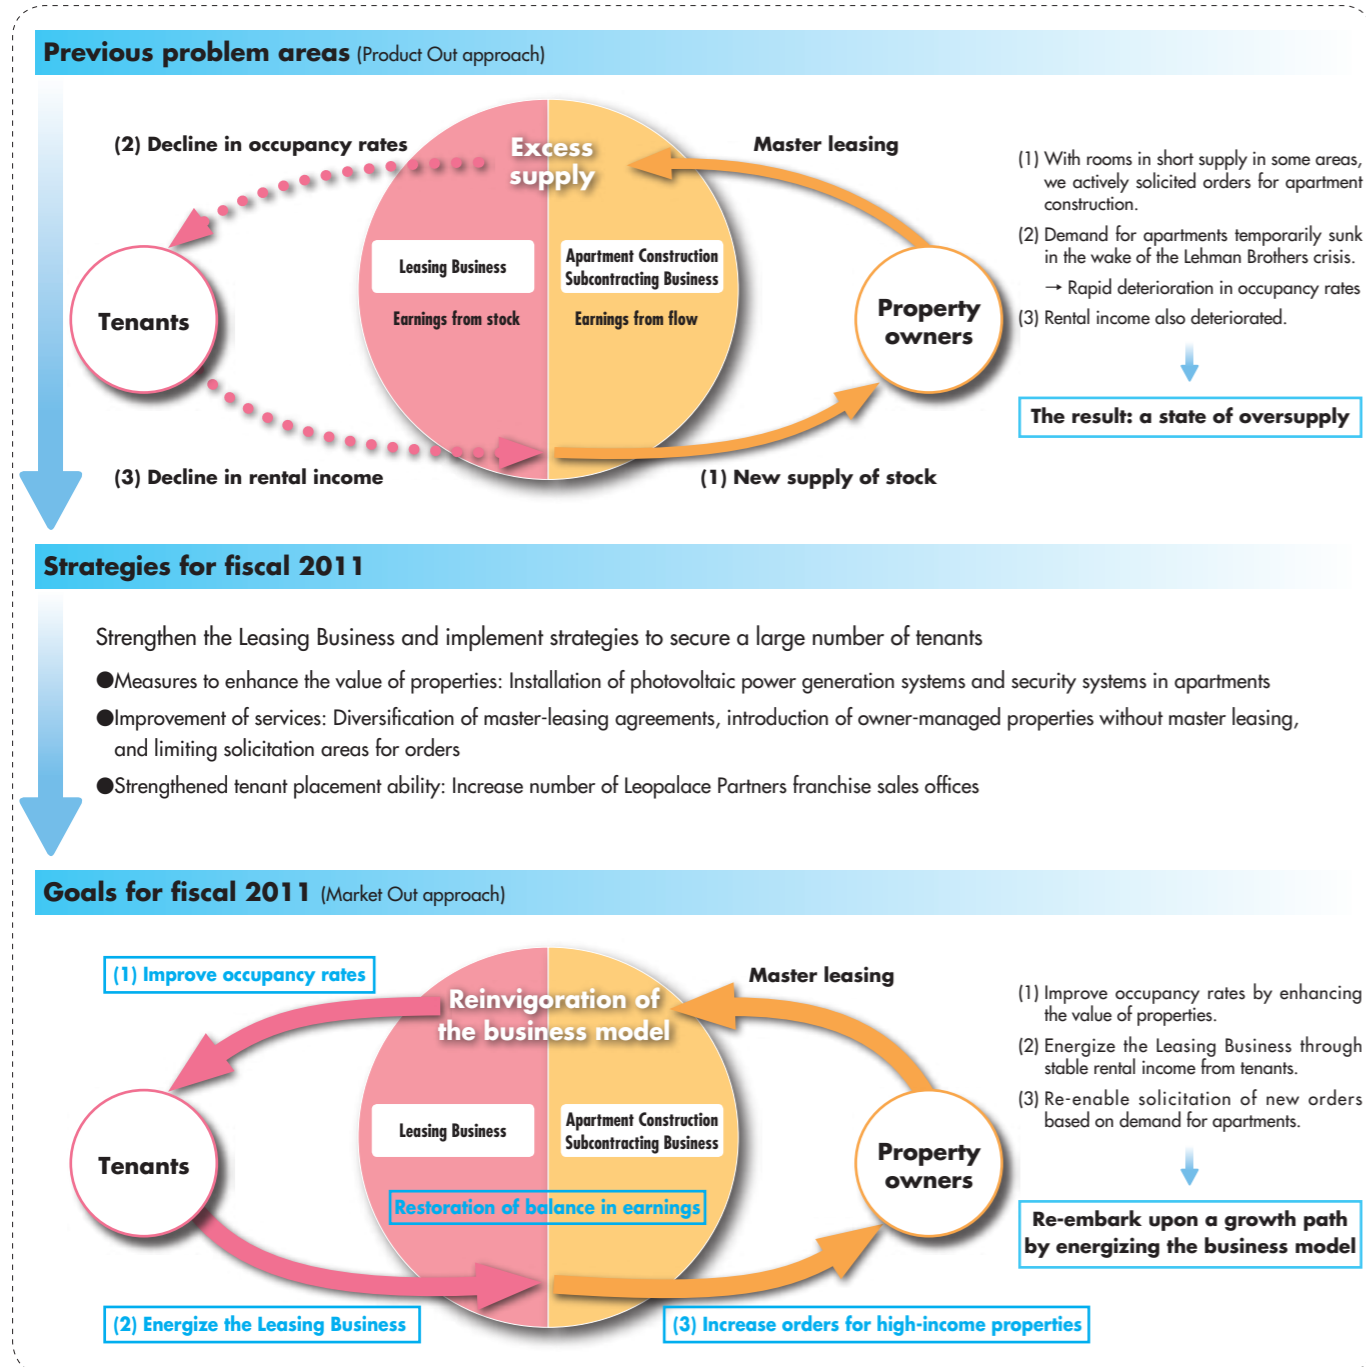 Previous problem areas (Product Out approach)
(2) Decline in occupancy rates
Excess
supply
Master leasing
Leasing Business
Apartment Construction
Subcontracting Business
Earnings from stock
Earnings from flow
Tenants
Property
owners
(3) Decline in rental income
(1) New supply of stock
(1) With rooms in short supply in some areas,
we actively solicited orders for apartment
construction.
(2) Demand for apartments temporarily sunk
in the wake of the Lehman Brothers crisis.
→ Rapid deterioration in occupancy rates
(3) Rental income also deteriorated.
The result: a state of oversupply
Strategies for fiscal 2011
Strengthen the Leasing Business and implement strategies to secure a large number of tenants
●Measures to enhance the value of properties: Installation of photovoltaic power generation systems and security systems in apartments
●Improvement of services: Diversification of master-leasing agreements, introduction of owner-managed properties without master leasing,
and limiting solicitation areas for orders
●Strengthened tenant placement ability: Increase number of Leopalace Partners franchise sales offices
Goals for fiscal 2011 (Market Out approach)
(1) Improve occupancy rates
Reinvigoration of
the business model
Master leasing
Leasing Business
Apartment Construction
Subcontracting Business
Tenants
Property
owners
Restoration of balance in earnings
(2) Energize the Leasing Business
(3) Increase orders for high-income properties
(1) Improve occupancy rates by enhancing
the value of properties.
(2) Energize the Leasing Business through
stable rental income from tenants.
(3) Re-enable solicitation of new orders
based on demand for apartments.
Re-embark upon a growth path
by energizing the business model